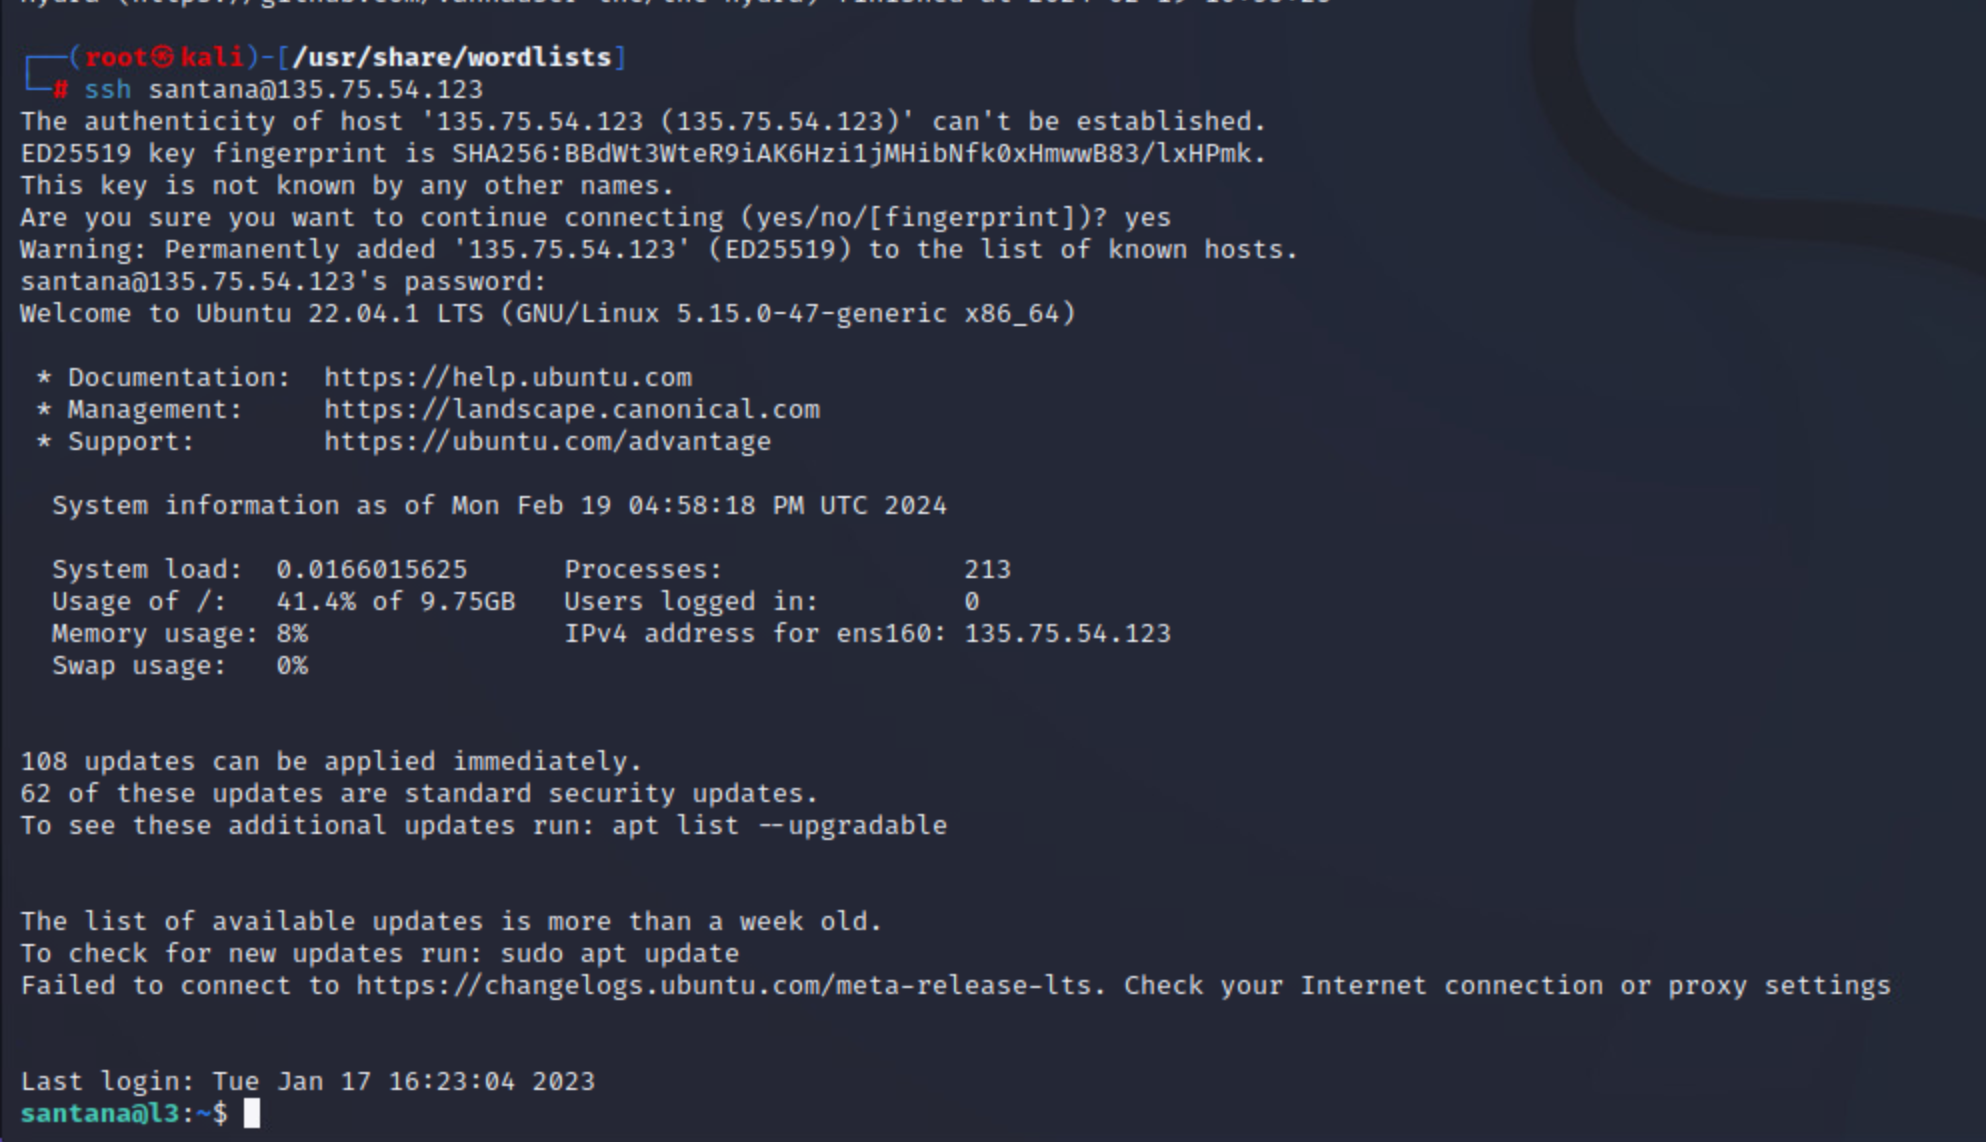 ┌──(root㉿kali)-[/usr/share/wordlists]
└─# ssh santana@135.75.54.123
The authenticity of host '135.75.54.123 (135.75.54.123)' can't be established.
ED25519 key fingerprint is SHA256:BBdWt3WteR9iAK6Hzi1jMHibNfk0xHmwwB83/lxHPmk.
This key is not known by any other names.
Are you sure you want to continue connecting (yes/no/[fingerprint])? yes
Warning: Permanently added '135.75.54.123' (ED25519) to the list of known hosts.
santana@135.75.54.123's password:
Welcome to Ubuntu 22.04.1 LTS (GNU/Linux 5.15.0-47-generic x86_64)
* Documentation: https://help.ubuntu.com
* Management: https://landscape.canonical.com
* Support: https://ubuntu.com/advantage
System information as of Mon Feb 19 04:58:18 PM UTC 2024
System load: 0.0166015625 Processes: 213
Usage of /: 41.4% of 9.75GB Users logged in: 0
Memory usage: 8% IPv4 address for ens160: 135.75.54.123
Swap usage: 0%
108 updates can be applied immediately.
62 of these updates are standard security updates.
To see these additional updates run: apt list --upgradable
The list of available updates is more than a week old.
To check for new updates run: sudo apt update
Failed to connect to https://changelogs.ubuntu.com/meta-release-lts. Check your Internet connection or proxy settings
Last login: Tue Jan 17 16:23:04 2023
santana@l3:~$